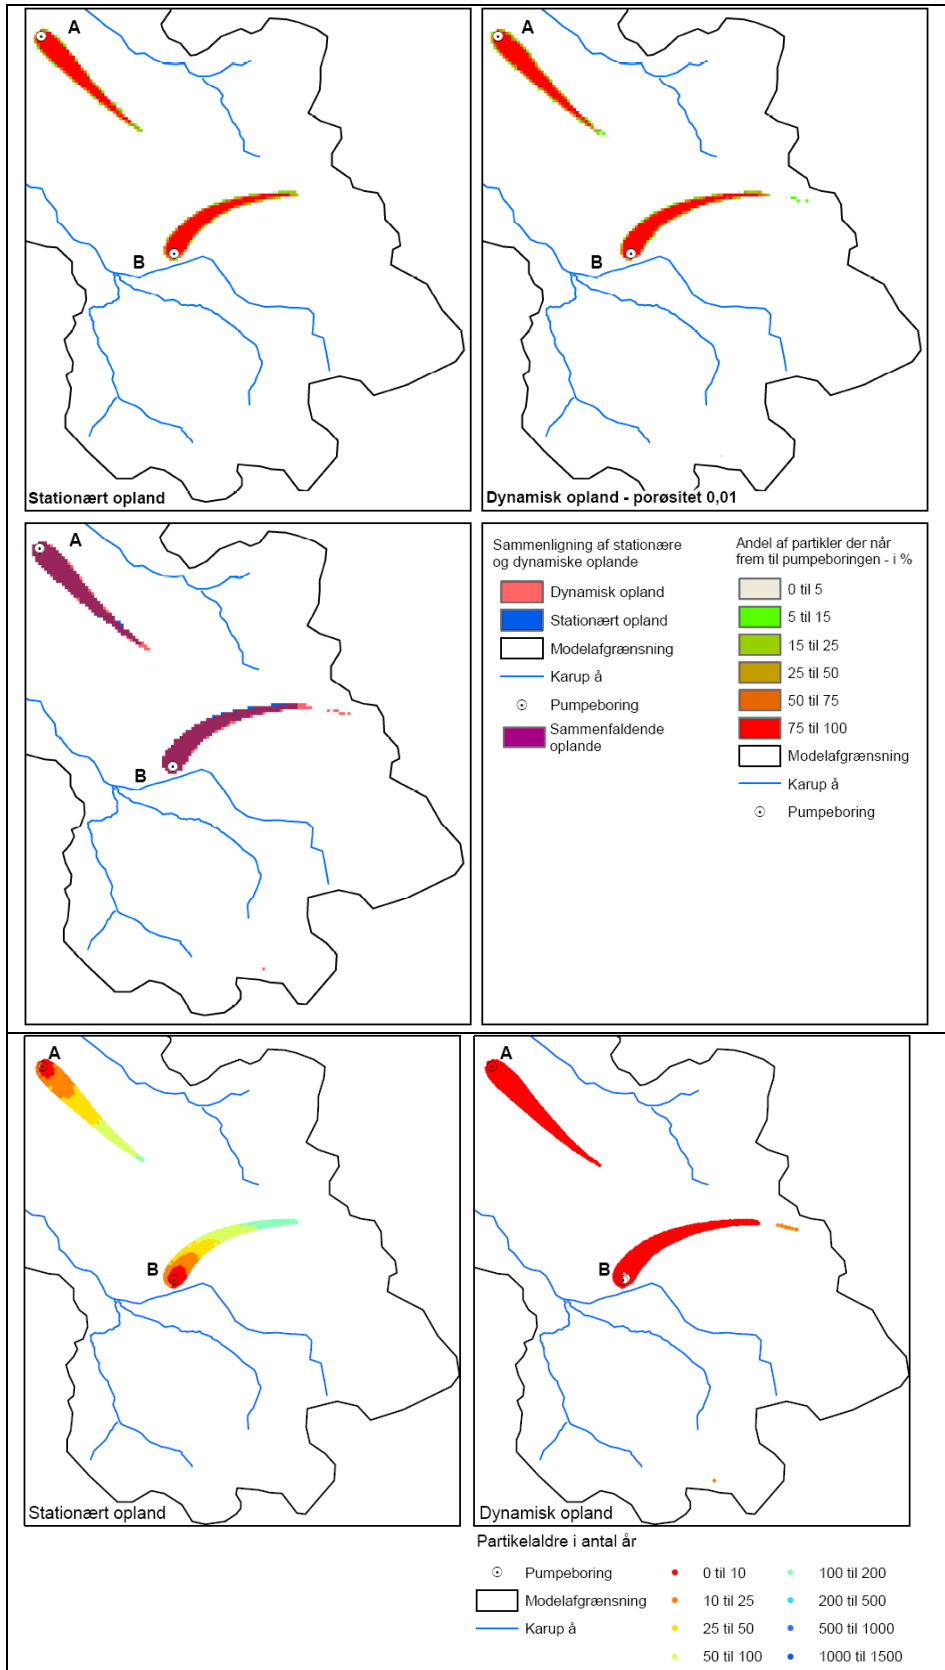 A
B
Stationært opland
A
B
Dynamisk opland - porøsitet 0,01
A
B
Sammenligning af stationære
og dynamiske oplande
Dynamisk opland
Stationært opland
Modelafgrænsning
Karup å
Pumpeboring
Sammenfaldende
oplande
Andel af partikler der når
frem til pumpeboringen - i %
0 til 5
5 til 15
15 til 25
25 til 50
50 til 75
75 til 100
Modelafgrænsning
Karup å
Pumpeboring
A
B
Stationært opland
A
B
Dynamisk opland
Partikelaldre i antal år
Pumpeboring
Modelafgrænsning
Karup å
0 til 10
10 til 25
25 til 50
50 til 100
100 til 200
200 til 500
500 til 1000
1000 til 1500